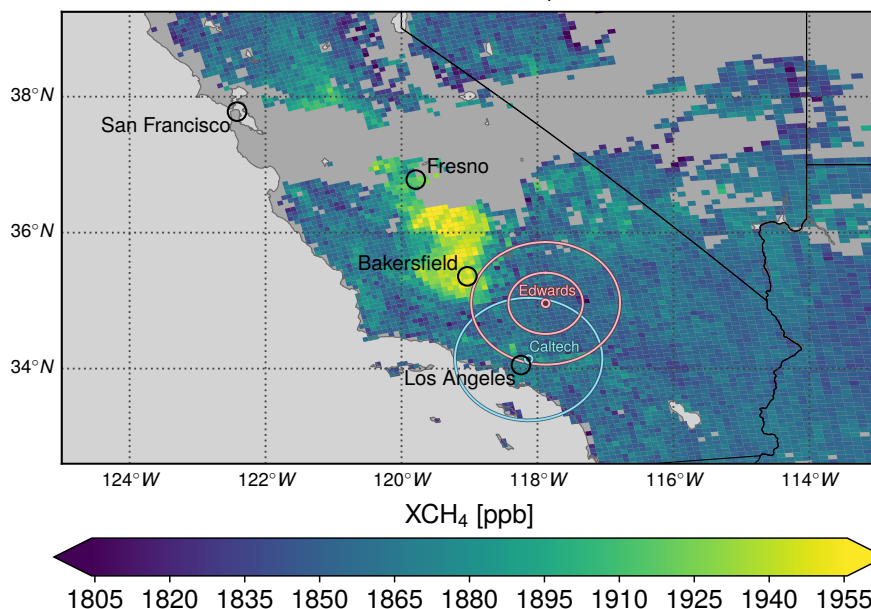 38°N
San Francisco
Fresno
36°N
Bakersfield
Edwards
Caltech
34°N
Los Angeles
124°W 122°W 120°W 118°W 116°W 114°W
XCH₄ [ppb]
1805 1820 1835 1850 1865 1880 1895 1910 1925 1940 1955